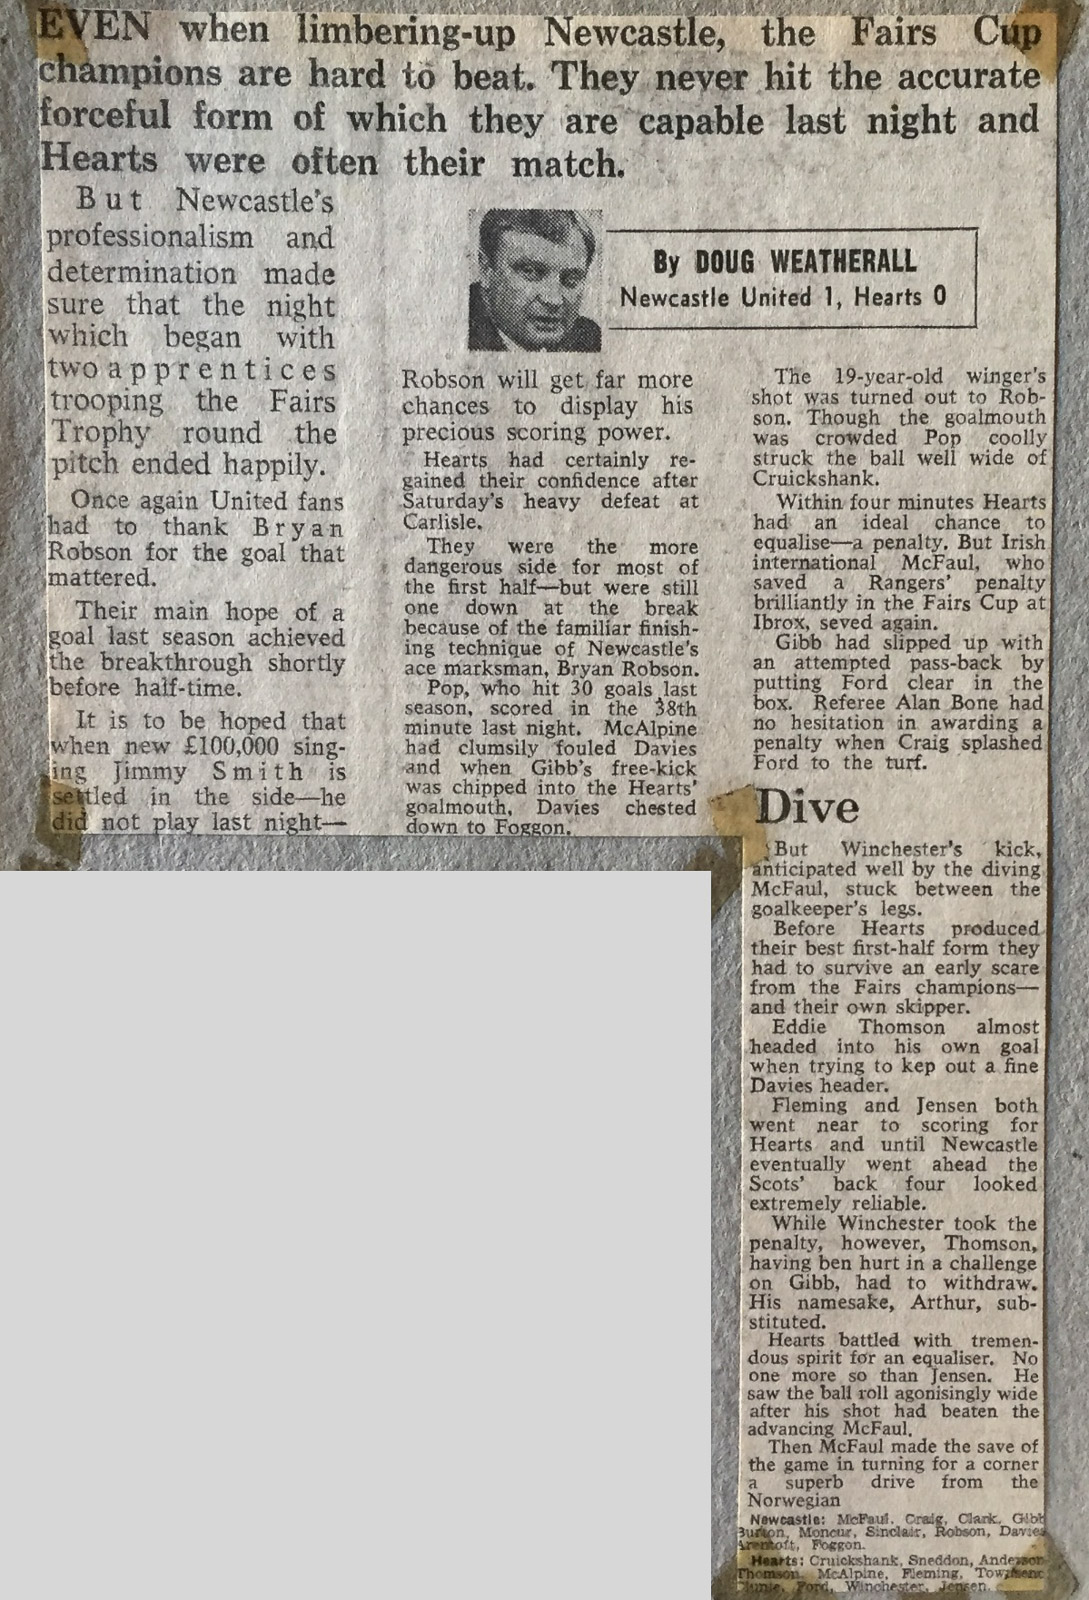 EVEN when limbering-up Newcastle, the Fairs Cup
champions are hard to beat. They never hit the accurate
forceful form of which they are capable last night and
Hearts were often their match.
But Newcastle's
professionalism and
determination made
sure that the night
which began with
two apprentices
trooping the Fairs
Trophy round the
pitch ended happily.
Once again United fans
had to thank Bryan
Robson for the goal that
mattered.
Their main hope of a
goal last season achieved
the breakthrough shortly
before half-time.
It is to be hoped that
when new £100,000 sing-
ing Jimmy Smith is
settled in the side—he
did not play last night—
By DOUG WEATHERALL
Newcastle United 1, Hearts 0
Robson will get far more
chances to display his
precious scoring power.
Hearts had certainly re-
gained their confidence after
Saturday's heavy defeat at
Carlisle.
They were the more
dangerous side for most of
the first half—but were still
one down at the break
because of the familiar finish-
ing technique of Newcastle's
ace marksman, Bryan Robson.
Pop, who hit 30 goals last
season, scored in the 38th
minute last night. McAlpine
had clumsily fouled Davies
and when Gibb's free-kick
was chipped into the Hearts'
goalmouth, Davies chested
down to Foggon.
The 19-year-old winger's
shot was turned out to Rob-
son. Though the goalmouth
was crowded Pop coolly
struck the ball well wide of
Cruickshank.
Within four minutes Hearts
had an ideal chance to
equalise—a penalty. But Irish
international McFaul, who
saved a Rangers' penalty
brilliantly in the Fairs Cup at
Ibrox, seved again.
Gibb had slipped up with
an attempted pass-back by
putting Ford clear in the
box. Referee Alan Bone had
no hesitation in awarding a
penalty when Craig splashed
Ford to the turf.
Dive
But Winchester's kick,
anticipated well by the diving
McFaul, stuck between the
goalkeeper's legs.
Before Hearts produced
their best first-half form they
had to survive an early scare
from the Fairs champions—
and their own skipper.
Eddie Thomson almost
headed into his own goal
when trying to kep out a fine
Davies header.
Fleming and Jensen both
went near to scoring for
Hearts and until Newcastle
eventually went ahead the
Scots' back four looked
extremely reliable.
While Winchester took the
penalty, however, Thomson,
having ben hurt in a challenge
on Gibb, had to withdraw.
His namesake, Arthur, sub-
stituted.
Hearts battled with tremen-
dous spirit for an equaliser. No
one more so than Jensen. He
saw the ball roll agonisingly wide
after his shot had beaten the
advancing McFaul.
Then McFaul made the save of
the game in turning for a corner
a superb drive from the
Norwegian
Newcastle: McFaul, Craig, Clark, Gibb
Burton, Moncur, Sinclair, Robson, Davies
Arentoft, Foggon.
Hearts: Cruickshank, Sneddon, Anderson
Thomson, McAlpine, Fleming, Townsend
Ford, Winchester, Jensen.